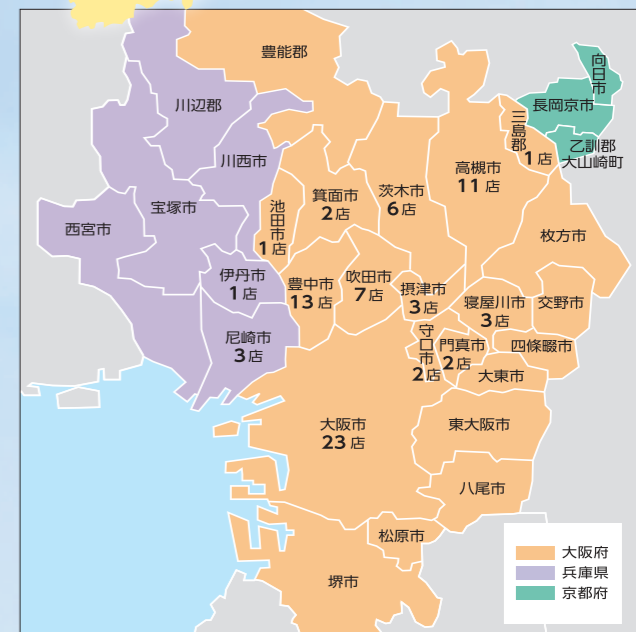 豊能郡
向日市
川辺郡
長岡京市
三島郡
1店
乙訓郡
大山崎町
川西市
高槻市
11店
茨木市
6店
箕面市
2店
池田市
1店
宝塚市
西宮市
枚方市
伊丹市
1店
豊中市
13店
吹田市
7店
摂津市
3店
寝屋川市
3店
交野市
尼崎市
3店
守口市
2店
門真市
2店
四條畷市
大東市
大阪市
23店
東大阪市
八尾市
松原市
堺市
大阪府
兵庫県
京都府